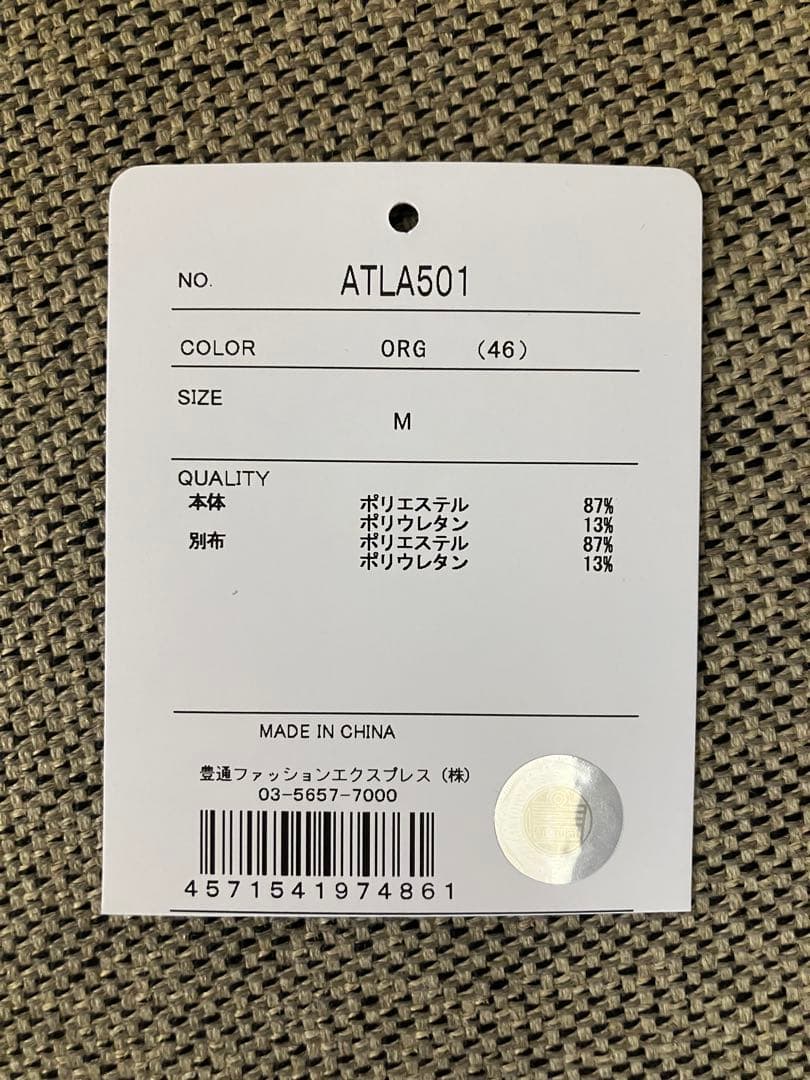 NO. ATLA501
COLOR ORG (46)
SIZE
M
QUALITY
本体 ポリエステル 87%
ポリウレタン 13%
別布 ポリエステル 87%
ポリウレタン 13%
MADE IN CHINA
豊通ファッションエクスプレス（株）
03-5657-7000
4571541974861